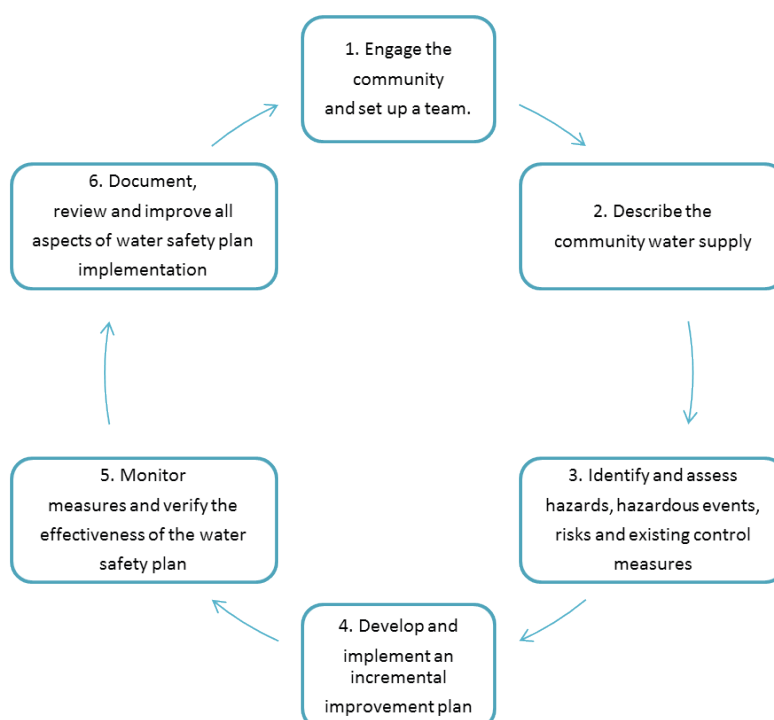 1. Engage the
community
and set up a team.
2. Describe the
community water supply
3. Identify and assess
hazards, hazardous events,
risks and existing control
measures
4. Develop and
implement an
incremental
improvement plan
5. Monitor
measures and verify the
effectiveness of the water
safety plan
6. Document,
review and improve all
aspects of water safety plan
implementation